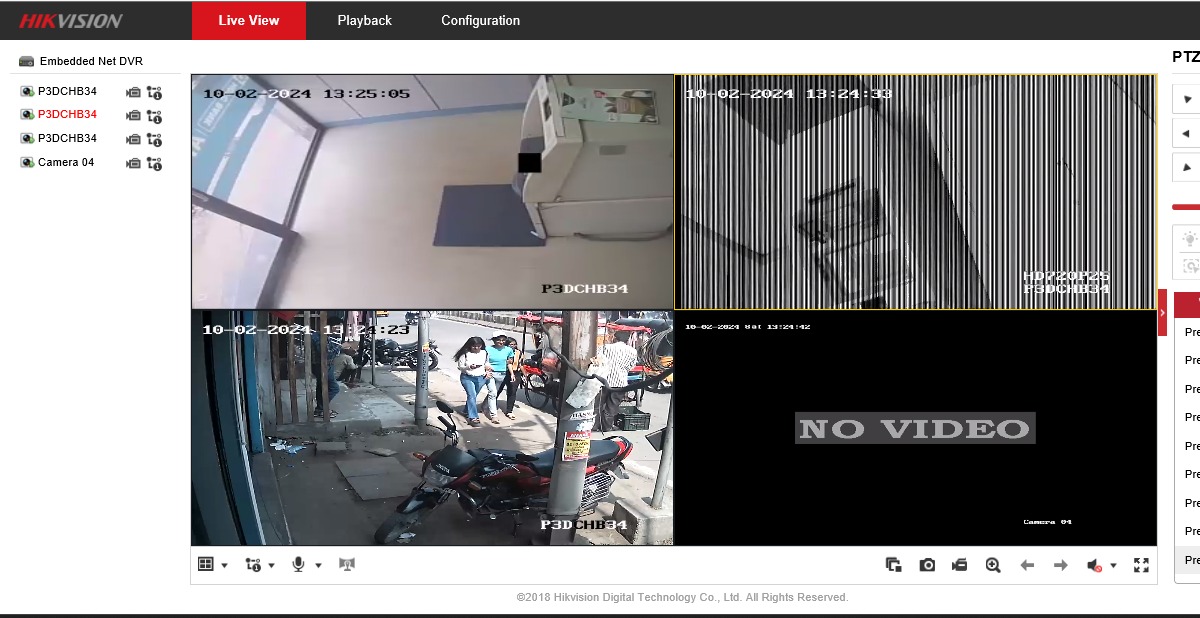 HIKVISION
Live View
Playback
Configuration
Embedded Net DVR
P3DCHB34
P3DCHB34
P3DCHB34
Camera 04
PTZ
10-02-2024 13:25:05
P3DCHB34
10-02-2024 13:24:33
HD720P25
P3DCHB34
10-02-2024 13:24:23
P3DCHB34
10-02-2024 Sat 13:24:42
NO VIDEO
Camera 04
Pre
Pre
Pre
Pre
Pre
Pre
Pre
Pre
Pre
©2018 Hikvision Digital Technology Co., Ltd. All Rights Reserved.